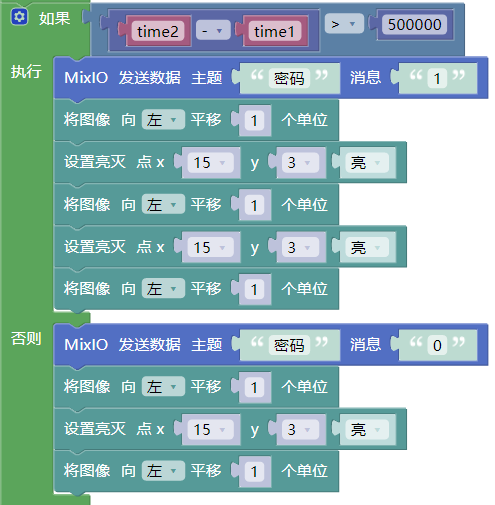 如果 time2 - time1 > 500000
执行 MixIO 发送数据 主题 “ 密码 ” 消息 “ 1 ”
将图像 向 左 平移 1 个单位
设置亮灭 点 x 15 y 3 亮
将图像 向 左 平移 1 个单位
设置亮灭 点 x 15 y 3 亮
将图像 向 左 平移 1 个单位
否则 MixIO 发送数据 主题 “ 密码 ” 消息 “ 0 ”
将图像 向 左 平移 1 个单位
设置亮灭 点 x 15 y 3 亮
将图像 向 左 平移 1 个单位